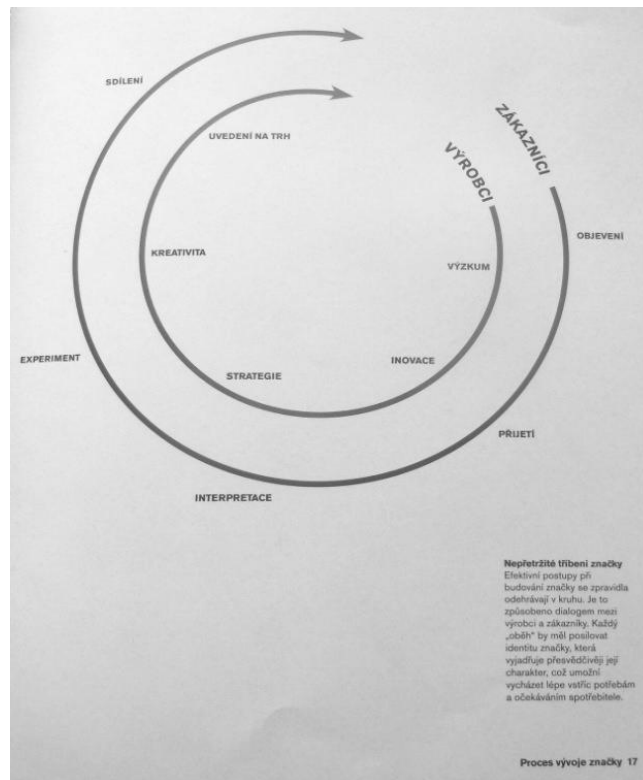 SDÍLENÍ
UVEDENÍ NA TRH
ZÁKAZNÍCI
VÝROBCI
OBJEVENÍ
KREATIVITA
VÝZKUM
EXPERIMENT
STRATEGIE
INOVACE
PŘIJETÍ
INTERPRETACE
Nepřetržité tříbení značky
Efektivní postupy při
budování značky se zpravidla
odehrávají v kruhu. Je to
způsobeno dialogem mezi
výrobci a zákazníky. Každý
„oběh“ by měl posilovat
identitu značky, která
vyjadřuje přesvědčivěji její
charakter, což umožní
vycházet lépe vstříc potřebám
a očekáváním spotřebitele.
Proces vývoje značky 17